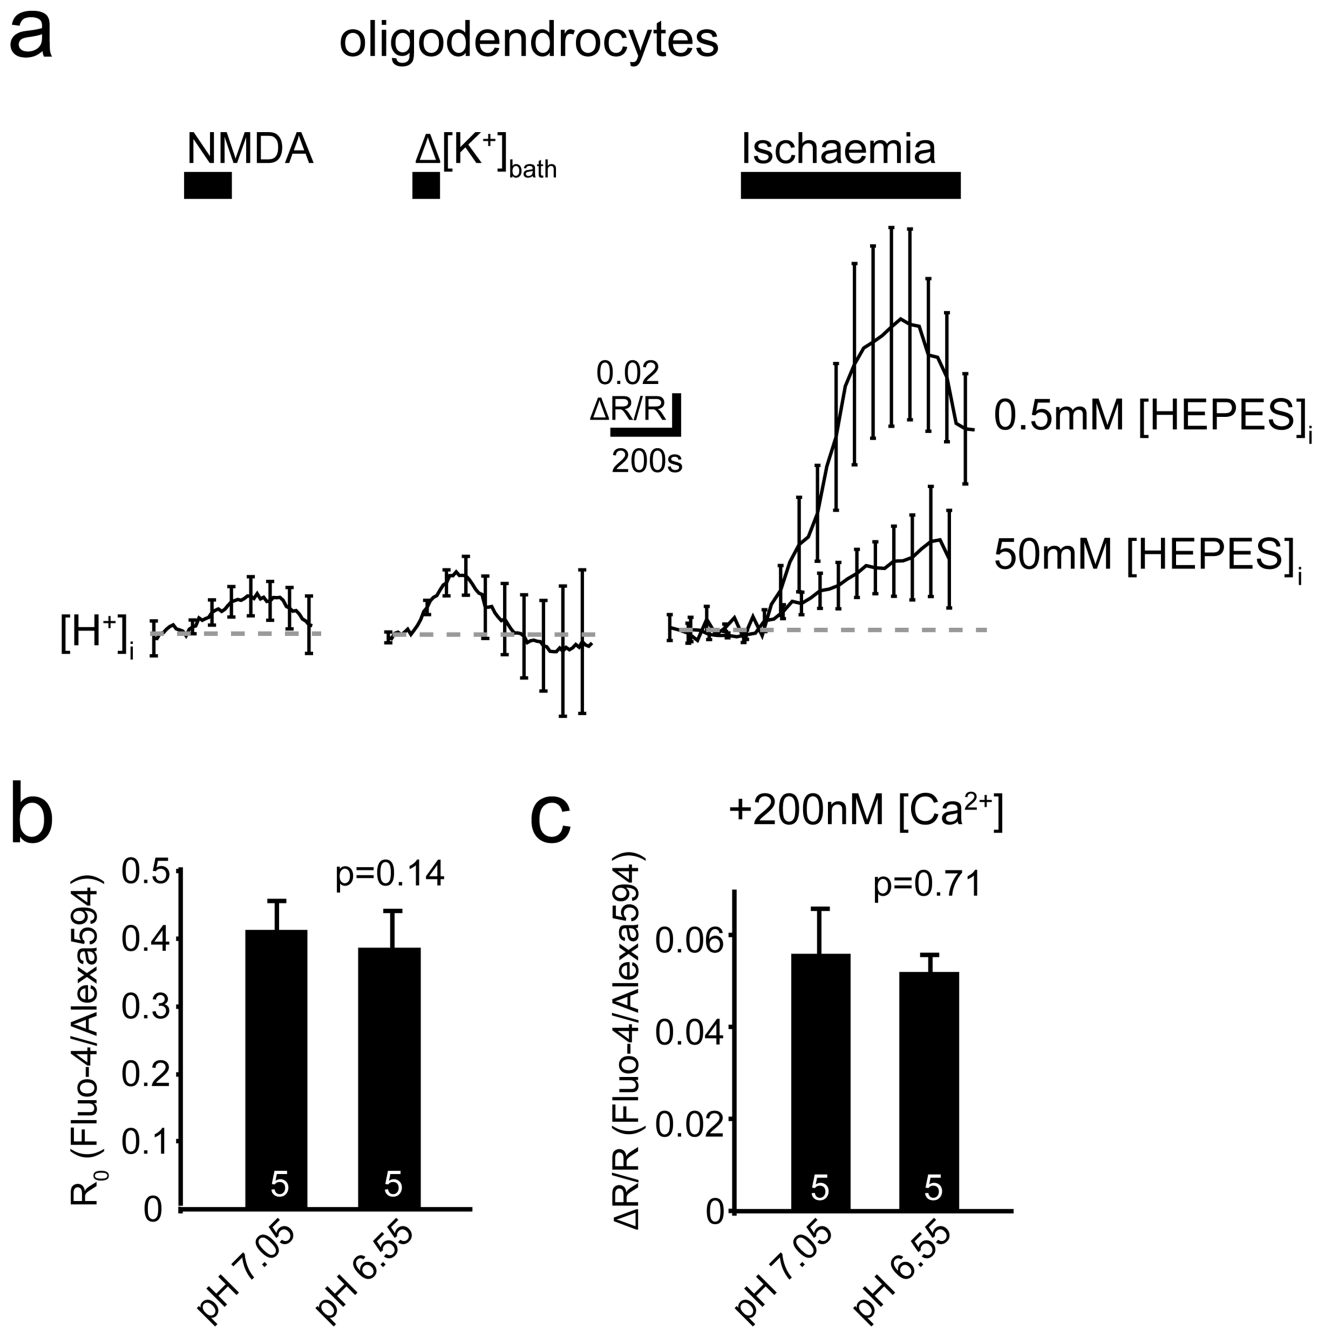 a
oligodendrocytes
NMDA
Δ[K⁺]bath
Ischaemia
0.02
ΔR/R
200s
0.5mM [HEPES]i
50mM [HEPES]i
[H⁺]i
b
R₀ (Fluo-4/Alexa594)
0.5
0.4
0.3
0.2
0.1
0
p=0.14
5
5
pH 7.05
pH 6.55
c
+200nM [Ca²⁺]
ΔR/R (Fluo-4/Alexa594)
0.06
0.04
0.02
0
p=0.71
5
5
pH 7.05
pH 6.55